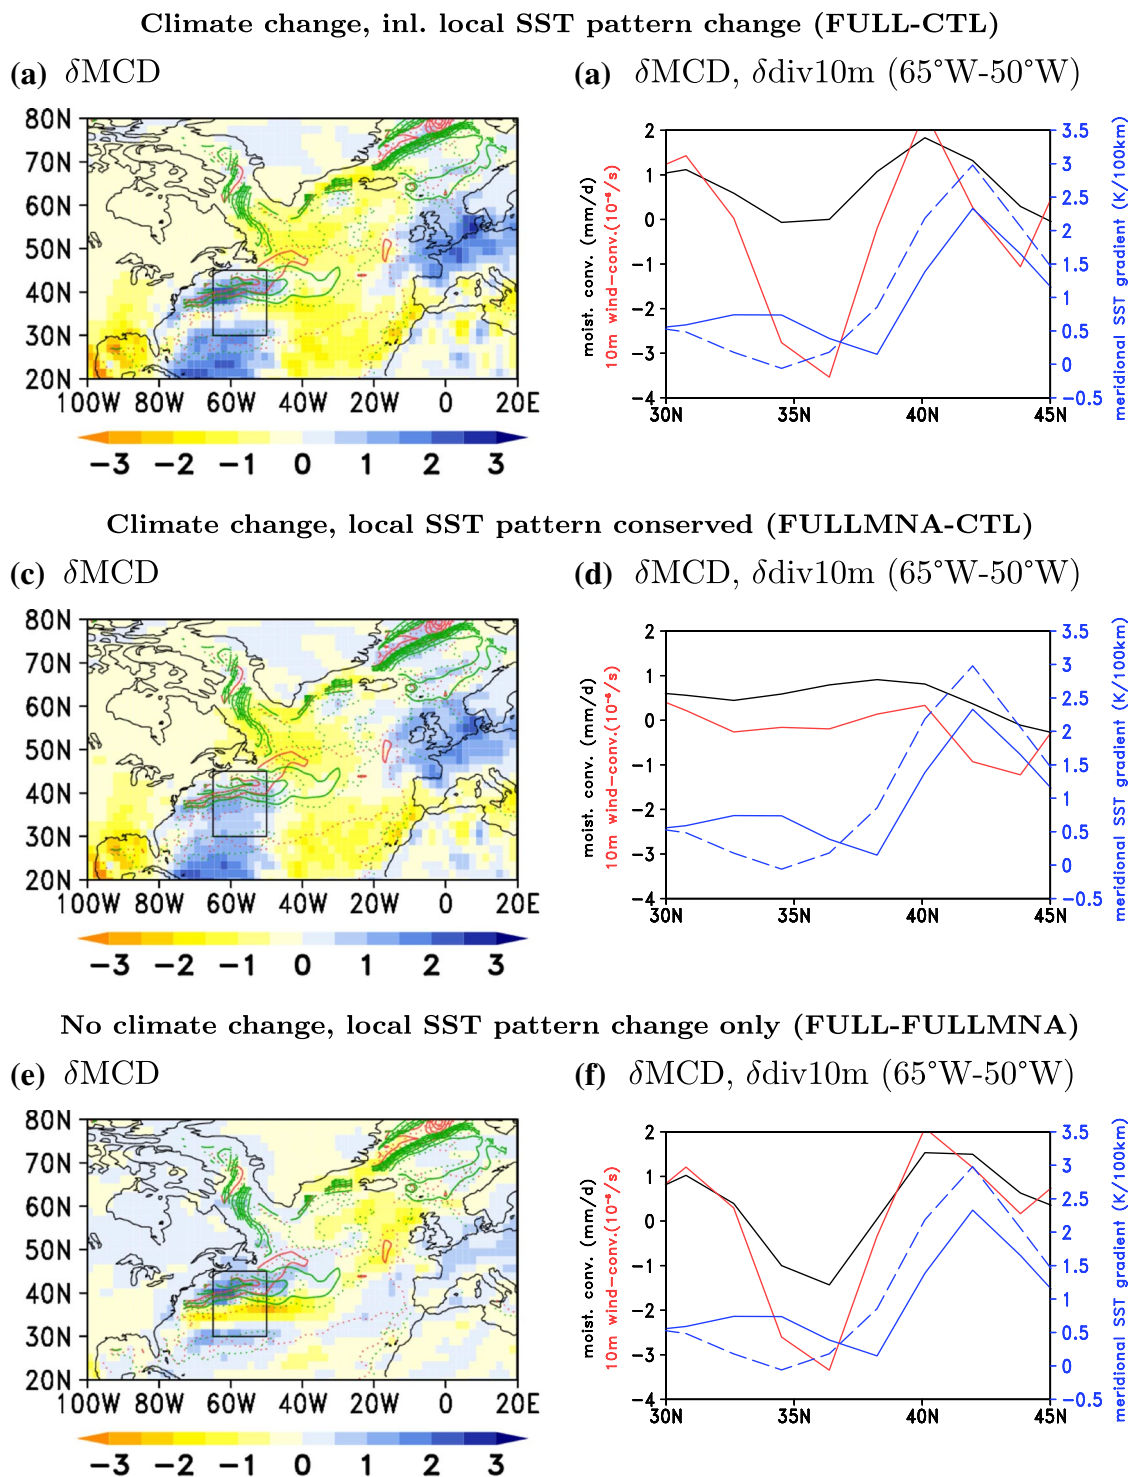 Climate change, inl. local SST pattern change (FULL-CTL)
(a) δMCD
(a) δMCD, δdiv10m (65°W-50°W)
80N
70N
60N
50N
40N
30N
20N
100W 80W 60W 40W 20W 0 20E
−3 −2 −1 0 1 2 3
moist. conv. (mm/d)
10m wind-conv.(10⁻⁶/s)
2
1
0
−1
−2
−3
−4
30N 35N 40N 45N
3.5
3
2.5
2
1.5
1
0.5
0
−0.5
meridional SST gradient (K/100km)
Climate change, local SST pattern conserved (FULLMNA-CTL)
(c) δMCD
(d) δMCD, δdiv10m (65°W-50°W)
80N
70N
60N
50N
40N
30N
20N
100W 80W 60W 40W 20W 0 20E
−3 −2 −1 0 1 2 3
moist. conv. (mm/d)
10m wind-conv.(10⁻⁶/s)
2
1
0
−1
−2
−3
−4
30N 35N 40N 45N
3.5
3
2.5
2
1.5
1
0.5
0
−0.5
meridional SST gradient (K/100km)
No climate change, local SST pattern change only (FULL-FULLMNA)
(e) δMCD
(f) δMCD, δdiv10m (65°W-50°W)
80N
70N
60N
50N
40N
30N
20N
100W 80W 60W 40W 20W 0 20E
−3 −2 −1 0 1 2 3
moist. conv. (mm/d)
10m wind-conv.(10⁻⁶/s)
2
1
0
−1
−2
−3
−4
30N 35N 40N 45N
3.5
3
2.5
2
1.5
1
0.5
0
−0.5
meridional SST gradient (K/100km)